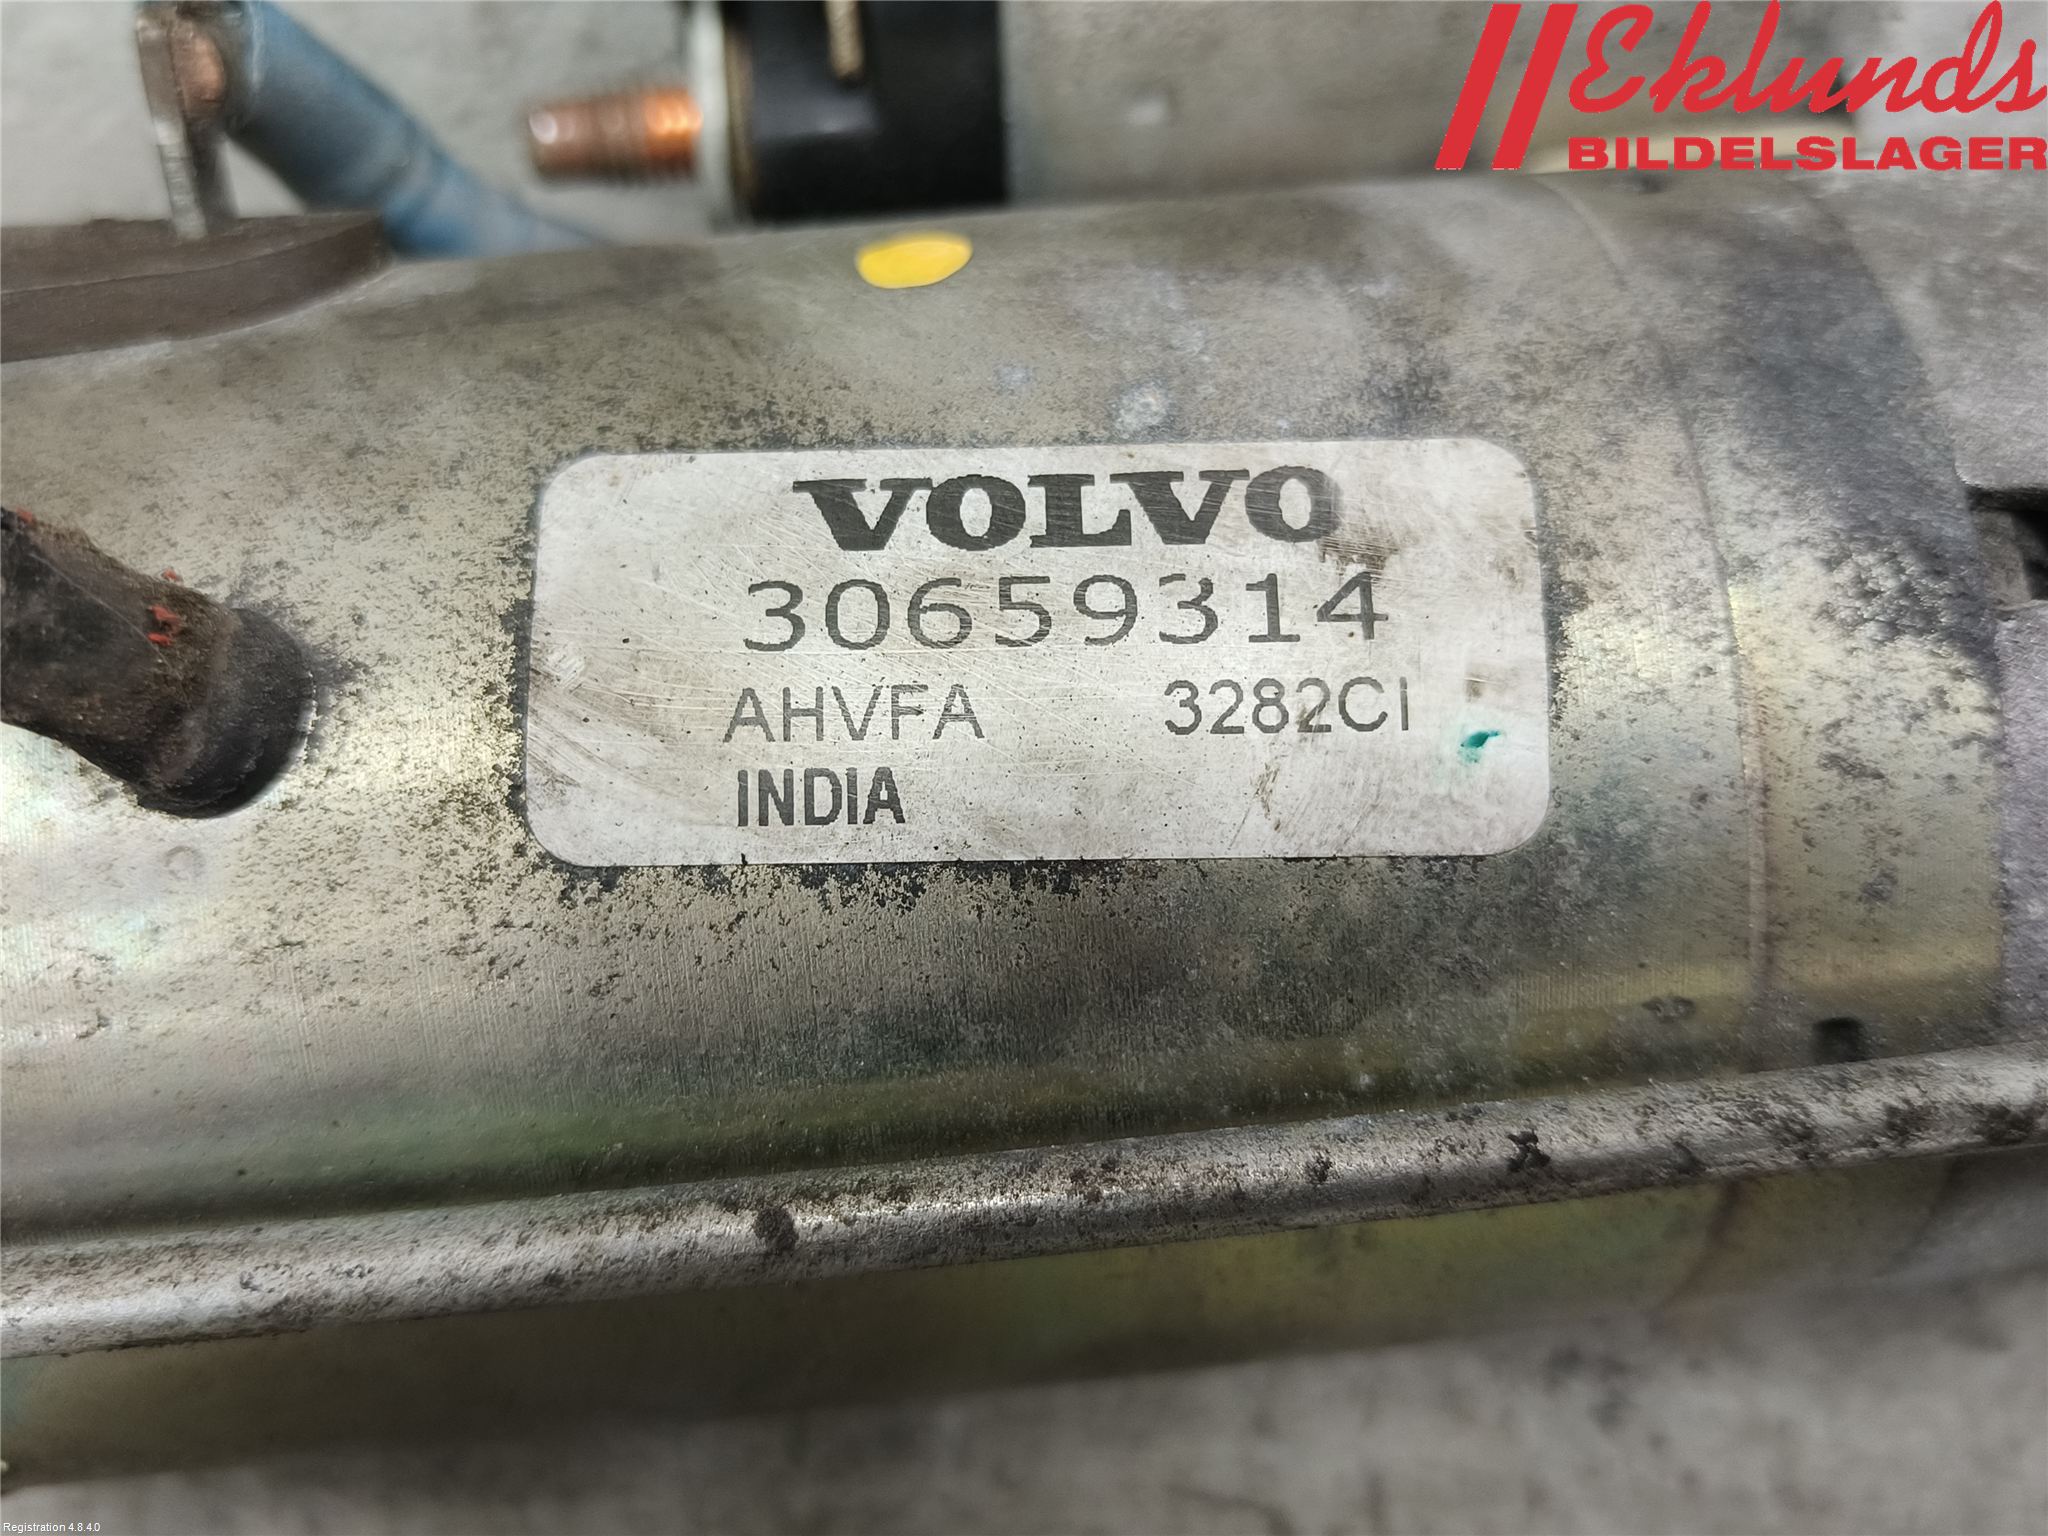 Eklunds
BILDELSLAGER
VOLVO
30659314
AHVFA 3282CI
INDIA
Registration 4.8.4.0